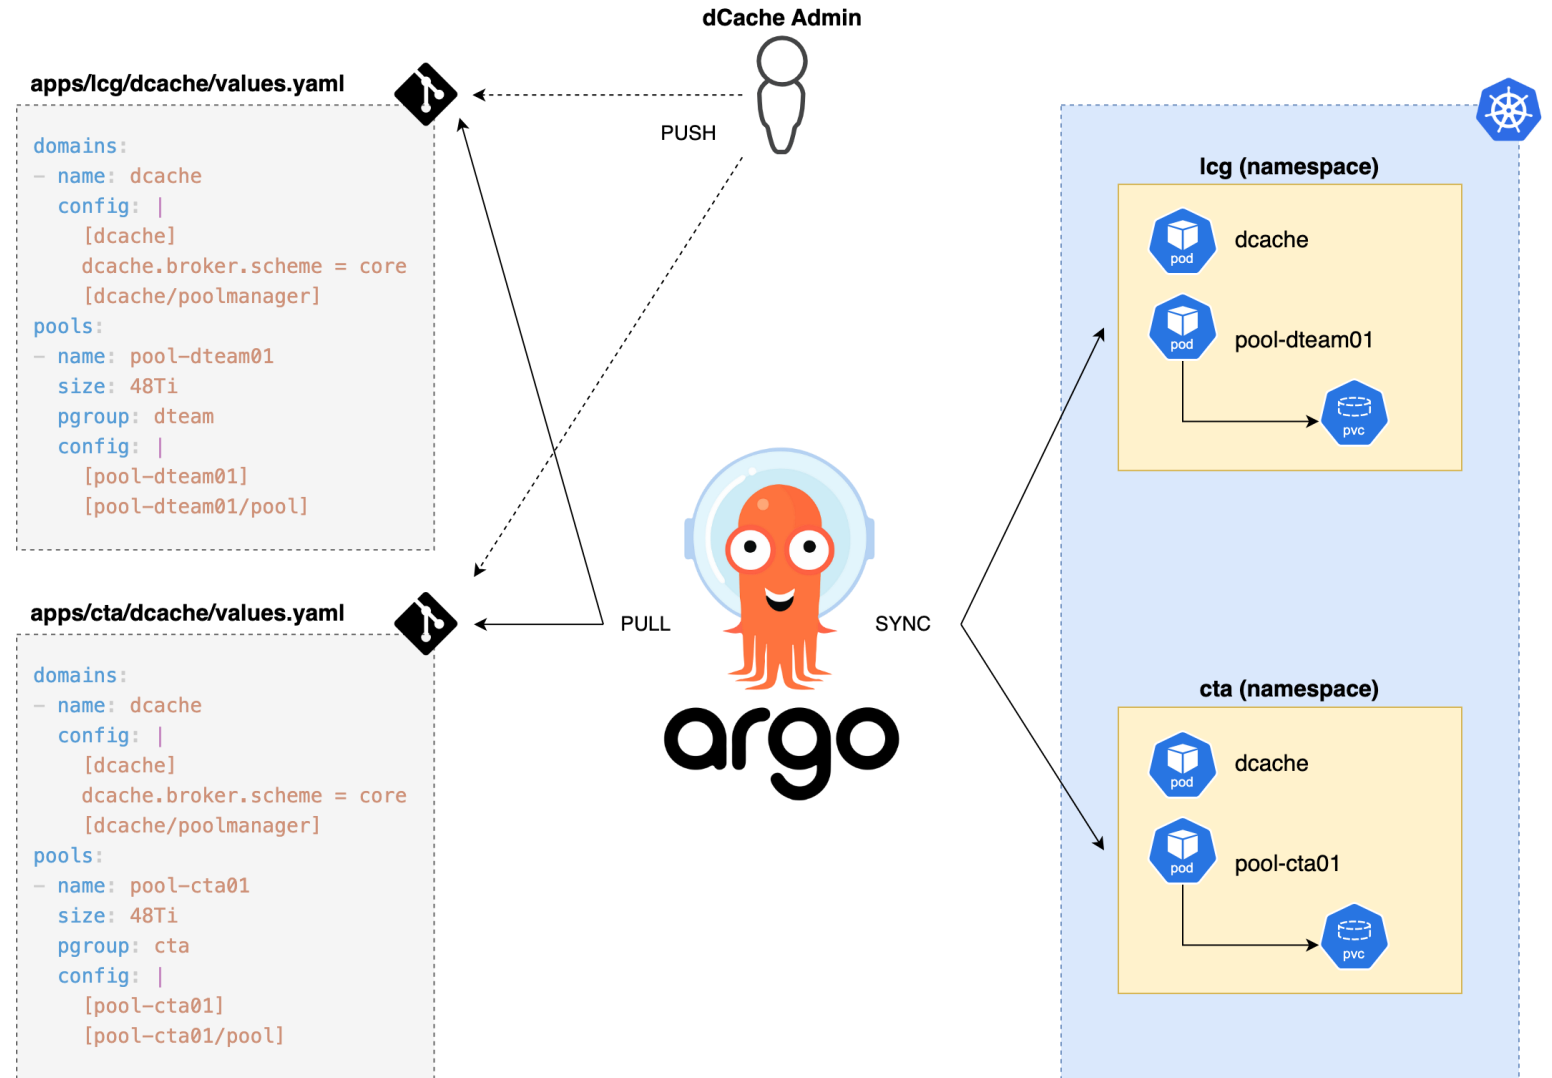 dCache Admin
apps/lcg/dcache/values.yaml
domains:
- name: dcache
config: |
[dcache]
dcache.broker.scheme = core
[dcache/poolmanager]
pools:
- name: pool-dteam01
size: 48Ti
pgroup: dteam
config: |
[pool-dteam01]
[pool-dteam01/pool]
PUSH
apps/cta/dcache/values.yaml
domains:
- name: dcache
config: |
[dcache]
dcache.broker.scheme = core
[dcache/poolmanager]
pools:
- name: pool-cta01
size: 48Ti
pgroup: cta
config: |
[pool-cta01]
[pool-cta01/pool]
PULL
SYNC
argo
lcg (namespace)
pod
dcache
pod
pool-dteam01
pvc
cta (namespace)
pod
dcache
pod
pool-cta01
pvc